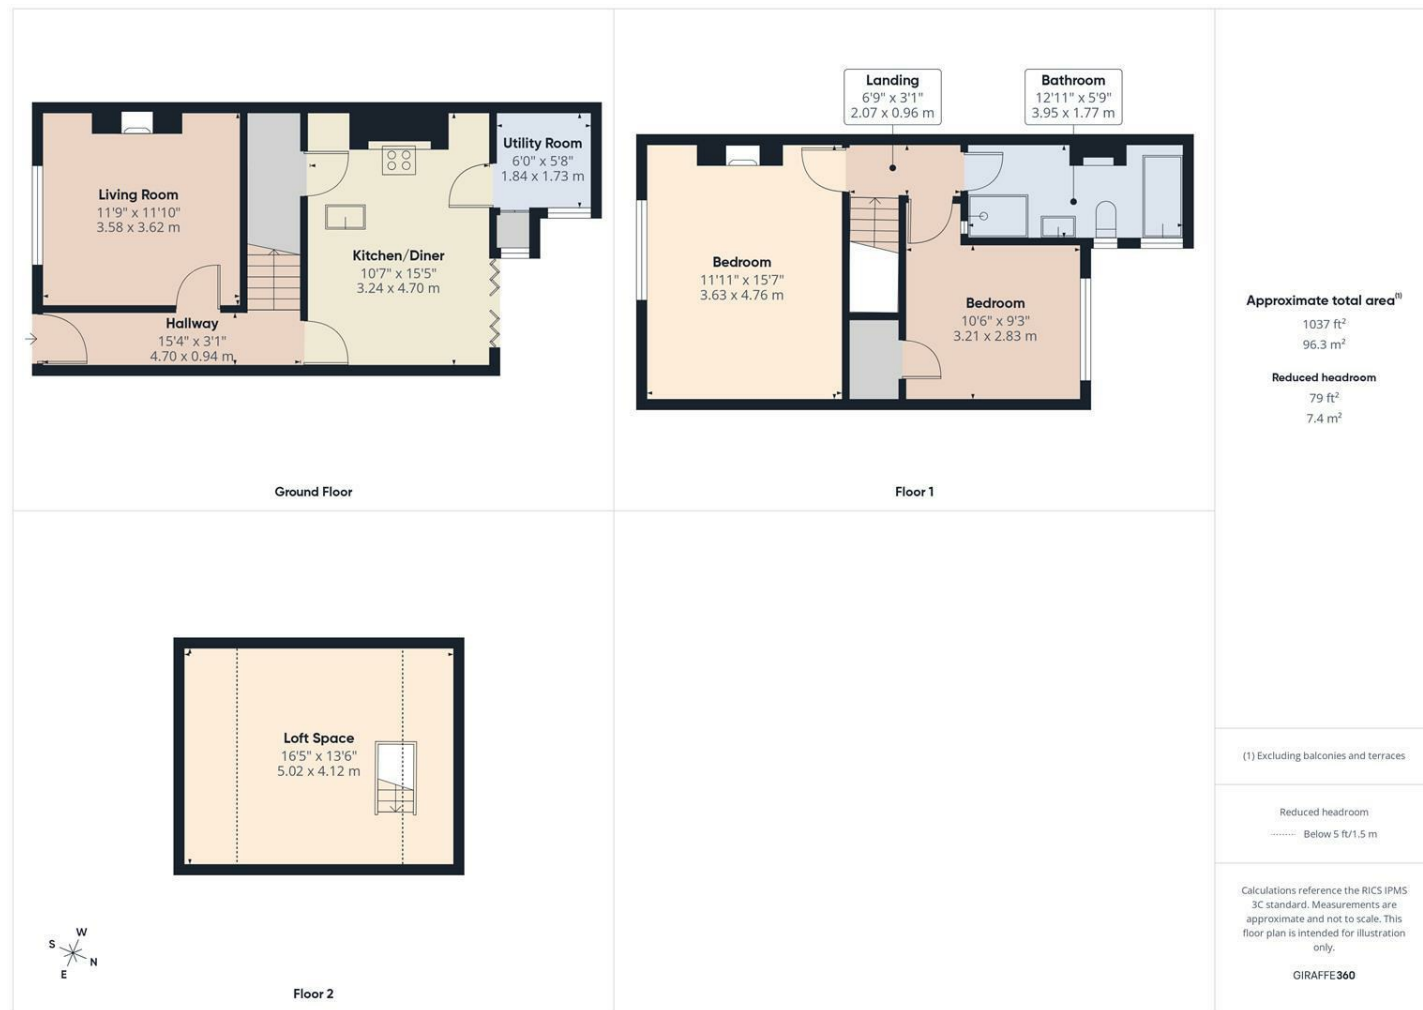 Living Room
11'9" x 11'10"
3.58 x 3.62 m
Hallway
15'4" x 3'1"
4.70 x 0.94 m
Kitchen/Diner
10'7" x 15'5"
3.24 x 4.70 m
Utility Room
6'0" x 5'8"
1.84 x 1.73 m
Ground Floor
Landing
6'9" x 3'1"
2.07 x 0.96 m
Bathroom
12'11" x 5'9"
3.95 x 1.77 m
Bedroom
11'11" x 15'7"
3.63 x 4.76 m
Bedroom
10'6" x 9'3"
3.21 x 2.83 m
Floor 1
Loft Space
16'5" x 13'6"
5.02 x 4.12 m
W
S
N
E
Floor 2
Approximate total area⁽¹⁾
1037 ft²
96.3 m²
Reduced headroom
79 ft²
7.4 m²
(1) Excluding balconies and terraces
Reduced headroom
Below 5 ft/1.5 m
Calculations reference the RICS IPMS
3C standard. Measurements are
approximate and not to scale. This
floor plan is intended for illustration
only.
GIRAFFE360